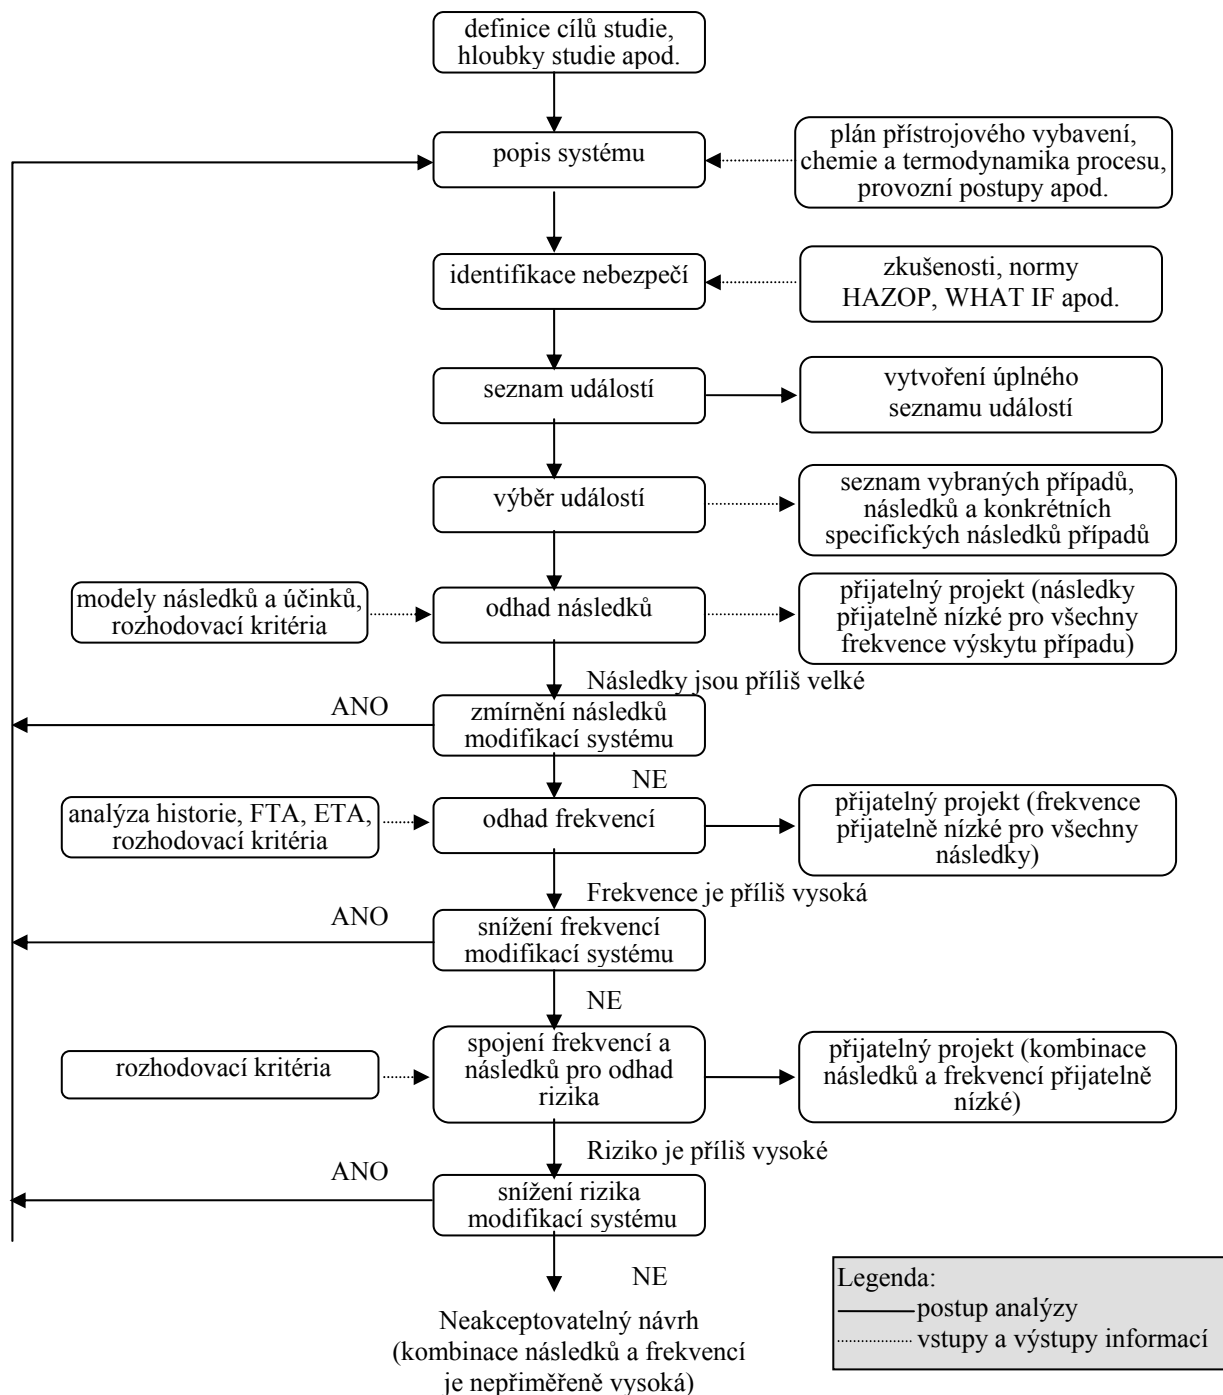 definice cílů studie,
hloubky studie apod.
popis systému
plán přístrojového vybavení,
chemie a termodynamika procesu,
provozní postupy apod.
identifikace nebezpečí
zkušenosti, normy
HAZOP, WHAT IF apod.
seznam událostí
vytvoření úplného
seznamu událostí
výběr událostí
seznam vybraných případů,
následků a konkrétních
specifických následků případů
modely následků a účinků,
rozhodovací kritéria
odhad následků
přijatelný projekt (následky
přijatelně nízké pro všechny
frekvence výskytu případu)
Následky jsou příliš velké
ANO
zmírnění následků
modifikací systému
NE
analýza historie, FTA, ETA,
rozhodovací kritéria
odhad frekvencí
přijatelný projekt (frekvence
přijatelně nízké pro všechny
následky)
Frekvence je příliš vysoká
ANO
snížení frekvencí
modifikací systému
NE
rozhodovací kritéria
spojení frekvencí a
následků pro odhad
rizika
přijatelný projekt (kombinace
následků a frekvencí přijatelně
nízké)
Riziko je příliš vysoké
ANO
snížení rizika
modifikací systému
NE
Neakceptovatelný návrh
(kombinace následků a frekvencí
je nepřiměřeně vysoká)
Legenda:
postup analýzy
vstupy a výstupy informací